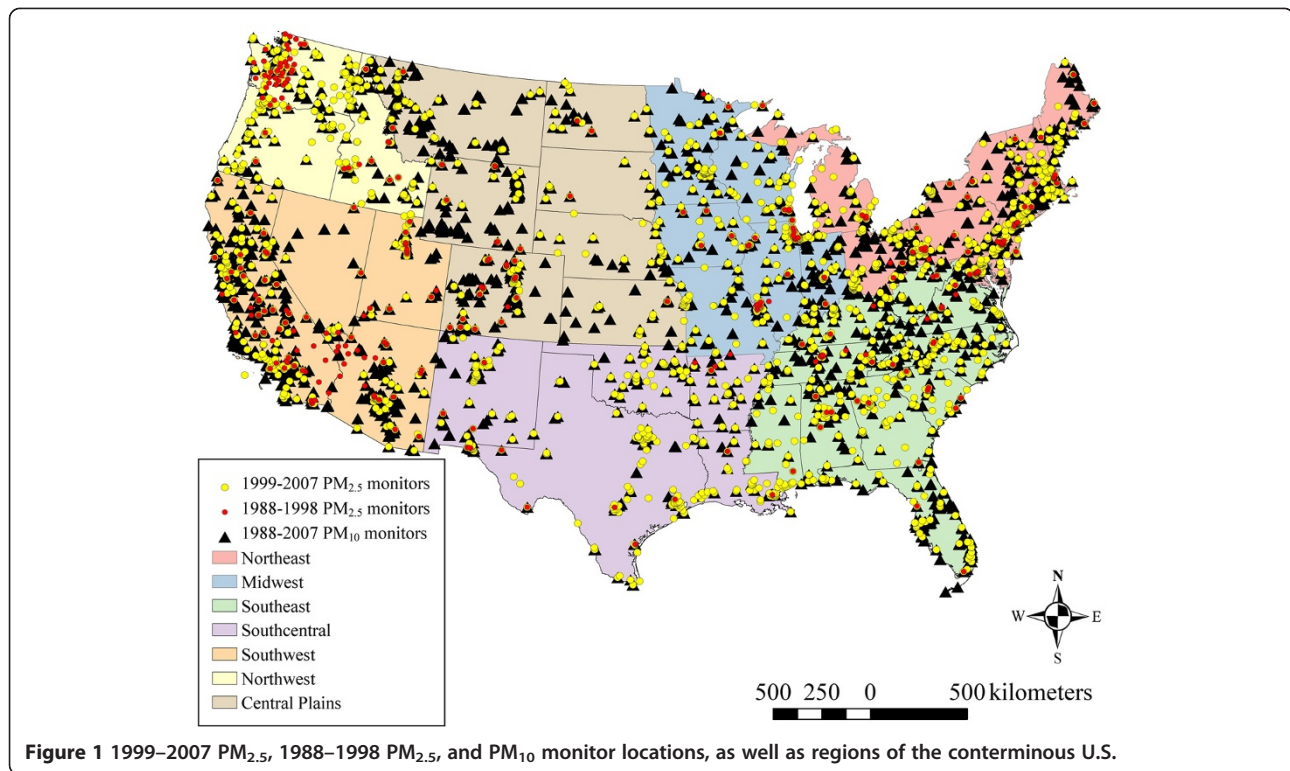 1999-2007 PM2.5 monitors
1988-1998 PM2.5 monitors
1988-2007 PM10 monitors
Northeast
Midwest
Southeast
Southcentral
Southwest
Northwest
Central Plains
N
W E
S
500 250 0 500 kilometers
Figure 1 1999–2007 PM2.5, 1988–1998 PM2.5, and PM10 monitor locations, as well as regions of the conterminous U.S.